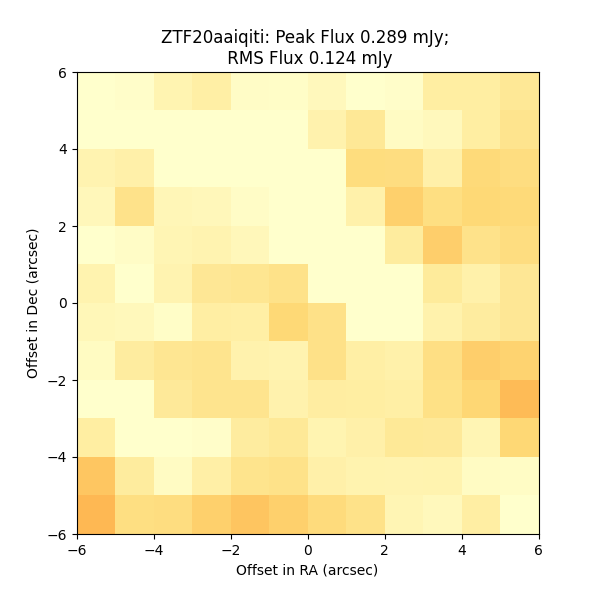 ZTF20aaiqiti: Peak Flux 0.289 mJy;
RMS Flux 0.124 mJy
6
4
2
0
−2
−4
−6
Offset in Dec (arcsec)
−6 −4 −2 0 2 4 6
Offset in RA (arcsec)